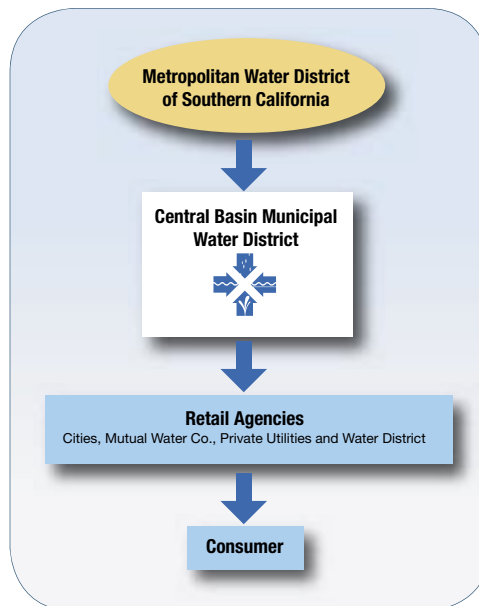 Metropolitan Water District
of Southern California
Central Basin Municipal
Water District
Retail Agencies
Cities, Mutual Water Co., Private Utilities and Water District
Consumer